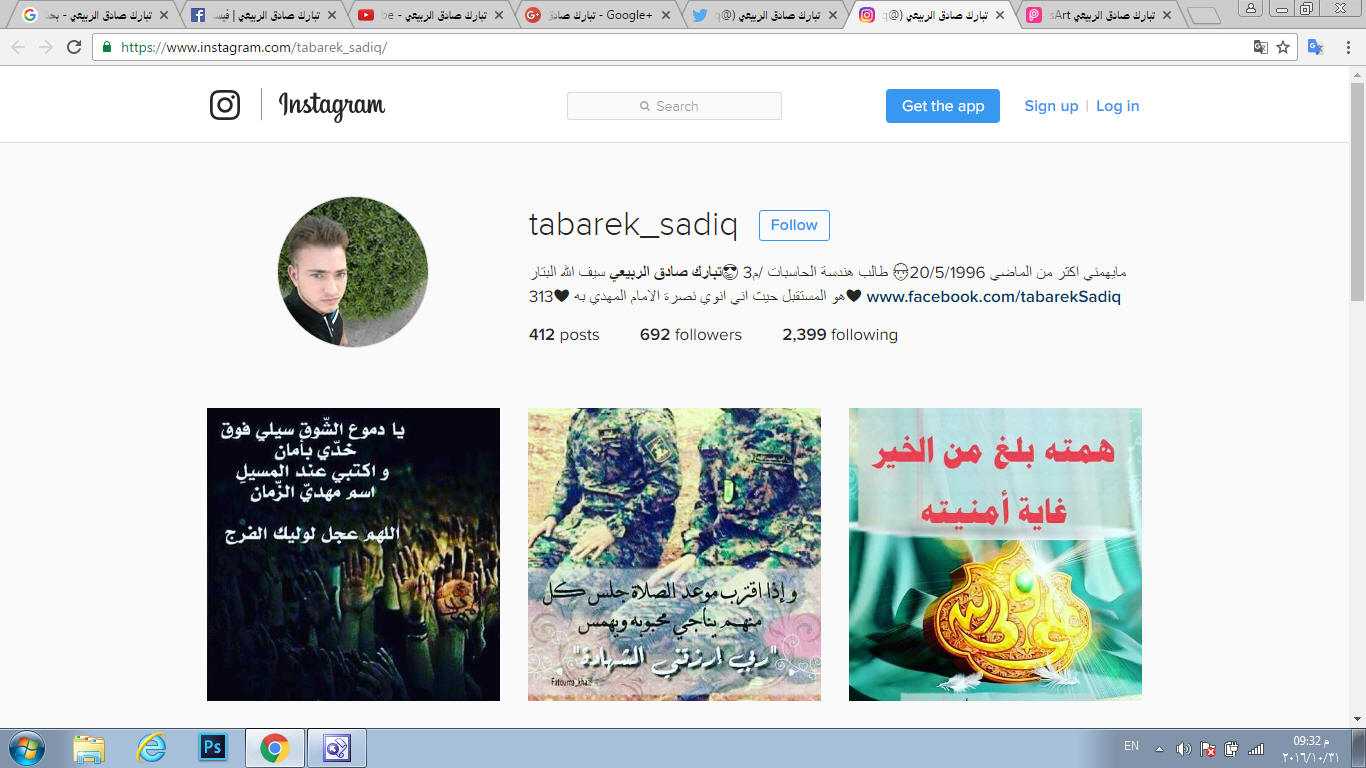 تبارك صادق الربيعي - بحـ
تبارك صادق الربيعي | فيسـ
تبارك صادق الربيعي - be
تبارك صادق - Google+
تبارك صادق الربيعي (@q
تبارك صادق الربيعي (@q
تبارك صادق الربيعي sArt
https://www.instagram.com/tabarek_sadiq/
Instagram
Search
Get the app
Sign up | Log in
tabarek_sadiq
Follow
تبارك صادق الربيعي سيف الله البتار😎 طالب هندسة الحاسبات /م3 20/5/1996 مايهمني اكثر من الماضي
هو المستقبل حيث اني انوي نصرة الامام المهدي به ♥313♥ www.facebook.com/tabarekSadiq
412 posts 692 followers 2,399 following
يا دموع الشّوق سيلي فوق
خدّي بأمان
و اكتبي عند المسيلِ
اسم مهديّ الزّمان
اللهم عجل لوليك الفرج
و إذا اقترب موعد الصلاة جلس كل
منهم يناجي محبوبه ويهمس
"ربي ارزقني الشهادة"
همته بلغ من الخير
غاية أمنيته
Ps
EN
09:32 م
٢٠١٦/١٠/٣١